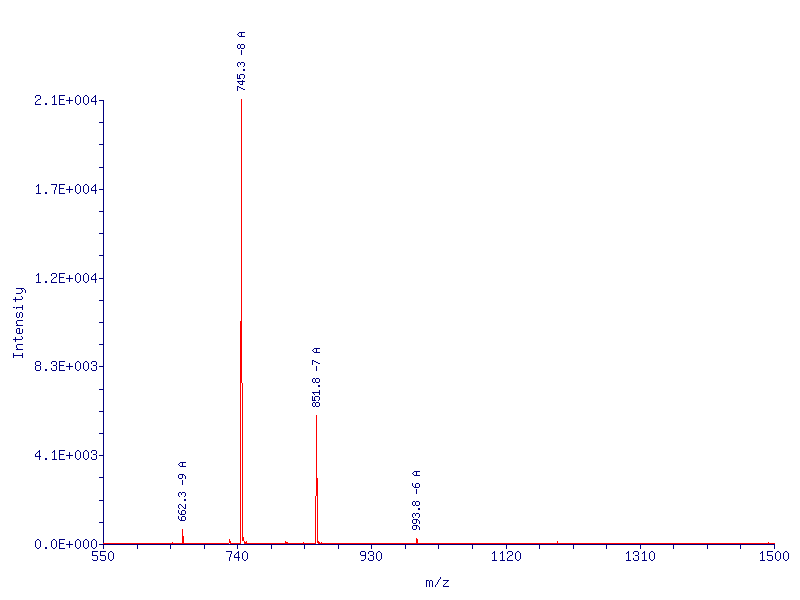 745.3 -8 A
2.1E+004
1.7E+004
1.2E+004
851.8 -7 A
Intensity
8.3E+003
4.1E+003
662.3 -9 A
993.8 -6 A
0.0E+000
550 740 930 1120 1310 1500
m/z